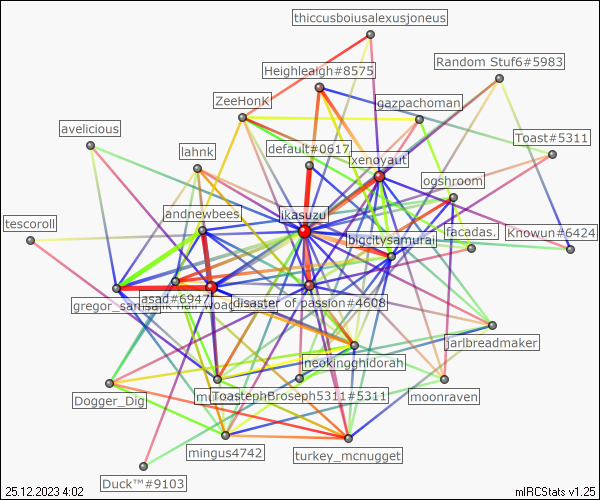 thiccusboiusalexusjoneus
Random Stuf6#5983
Heighleaigh#8575
ZeeHonK
gazpachoman
avelicious
Toast#5311
default#0617
lahnk
xenoyaut
ogshroom
andnewbees
ikasuzu
tescoroll
bigcitysamurai
facadas.
Knowun#6424
gregor_sam
asad#6947
disaster of passion#4608
jarlbreadmaker
neokingghidorah
Dogger_Dig
ToastephBroseph5311#5311
moonraven
mingus4742
turkey_mcnugget
Duck™#9103
25.12.2023 4:02
mIRCStats v1.25